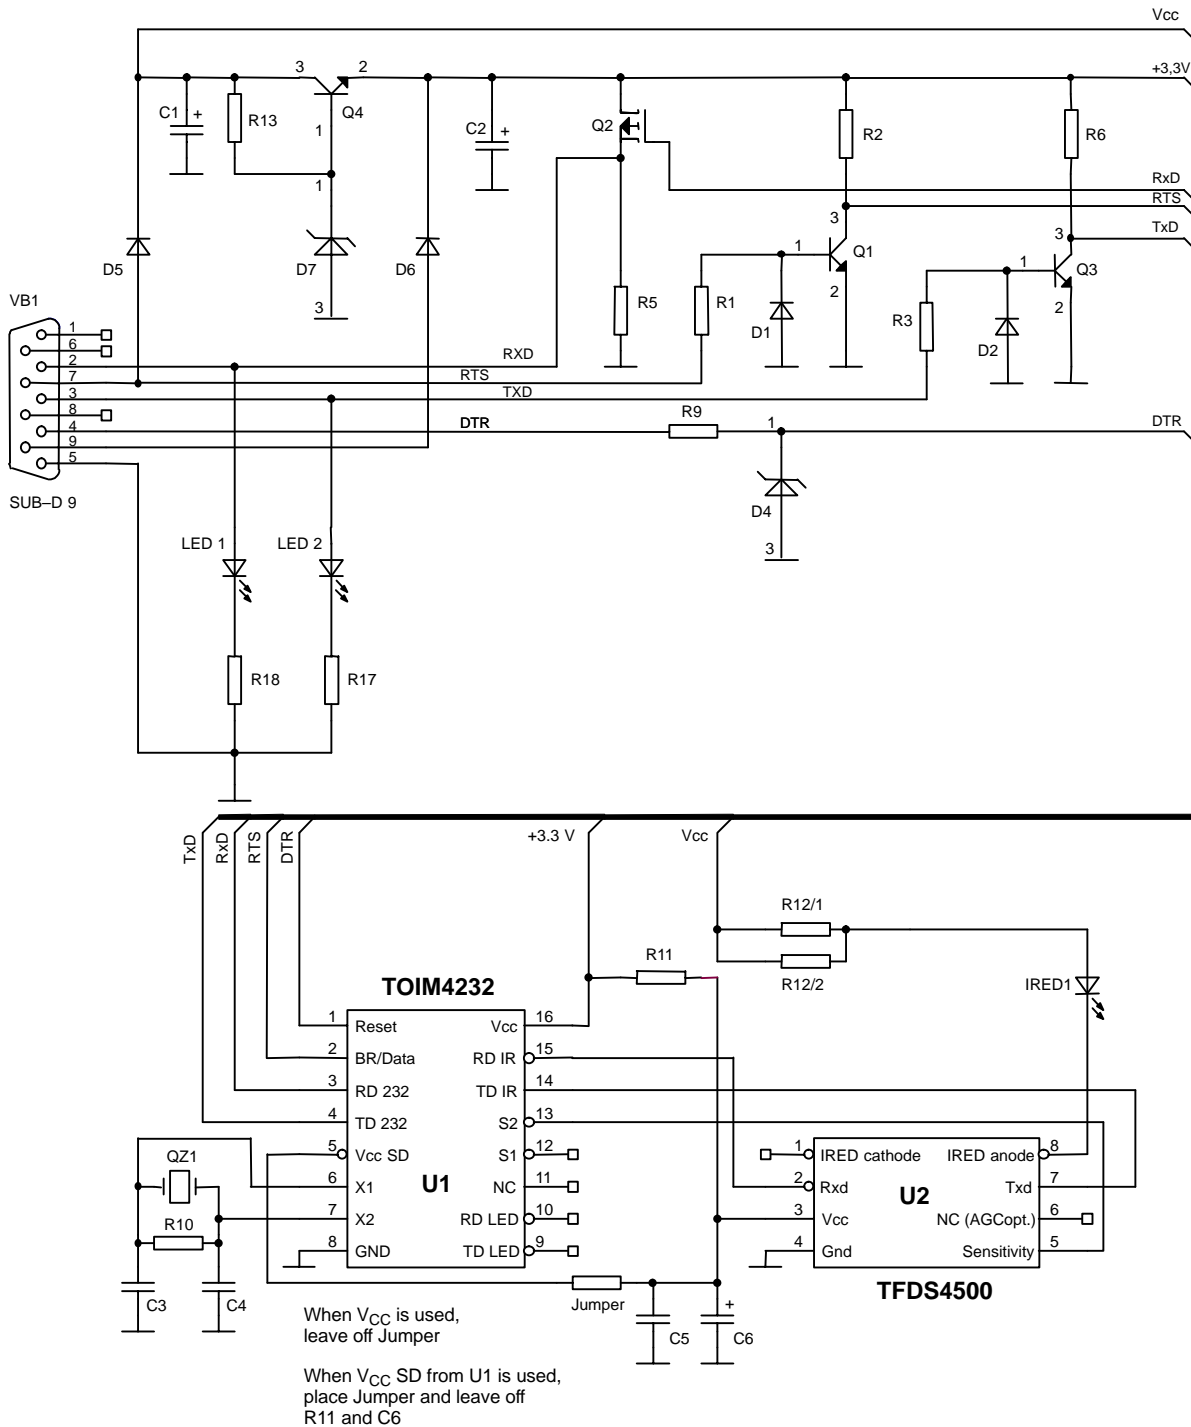 Vcc
3
2
+3,3V
C1
+
R13
1
Q4
C2
+
Q2
R2
R6
1
RxD
RTS
TxD
3
1
Q1
3
1
Q3
D5
D7
D6
2
2
VB1
3
R5
R1
D1
R3
D2
1
6
2
RXD
7
RTS
3
TXD
8
R9
1
4
DTR
DTR
9
5
SUB–D 9
D4
3
LED 1
LED 2
R18
R17
TxD
RxD
RTS
DTR
+3.3 V
Vcc
R12/1
R11
R12/2
IRED1
TOIM4232
1
Reset
Vcc
16
2
BR/Data
RD IR
15
3
RD 232
TD IR
14
4
TD 232
S2
13
5
Vcc SD
S1
12
6
X1
NC
11
7
X2
RD LED
10
8
GND
TD LED
9
U1
QZ1
R10
C3
C4
1
IRED cathode
IRED anode
8
2
Rxd
Txd
7
U2
3
Vcc
NC (AGCopt.)
6
4
Gnd
Sensitivity
5
TFDS4500
Jumper
C5
+
C6
When VCC is used,
leave off Jumper
When VCC SD from U1 is used,
place Jumper and leave off
R11 and C6